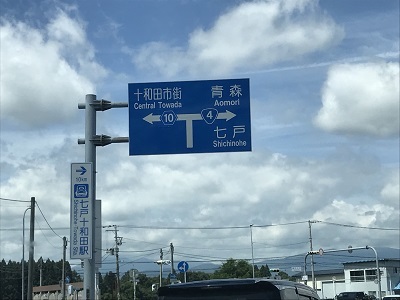 十和田市街
Central Towada
青森
Aomori
10
4
七戸
Shichinohe
七戸十和田駅